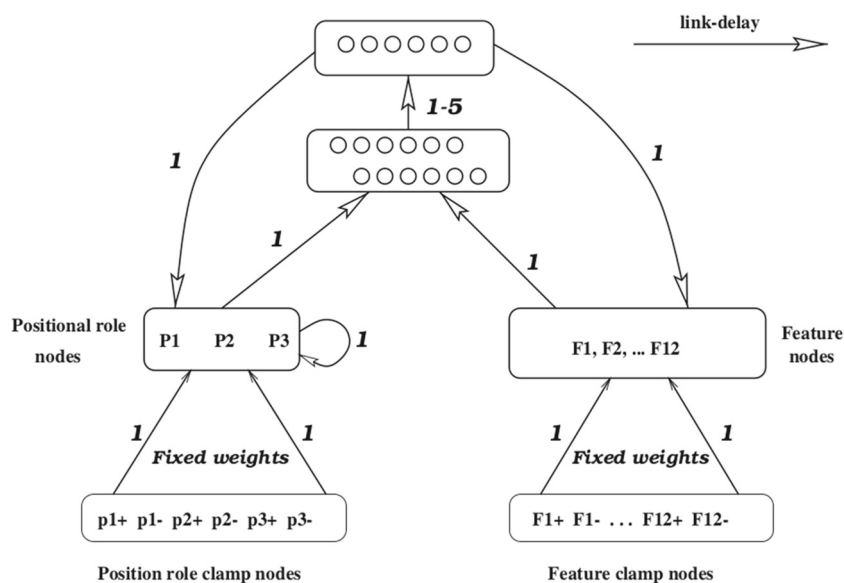 link-delay
1-5
1
1
1
1
Positional role
nodes
P1 P2 P3
1
F1, F2, ... F12
Feature
nodes
1
1
Fixed weights
1
1
Fixed weights
p1+ p1- p2+ p2- p3+ p3-
F1+ F1- . . . F12+ F12-
Position role clamp nodes
Feature clamp nodes